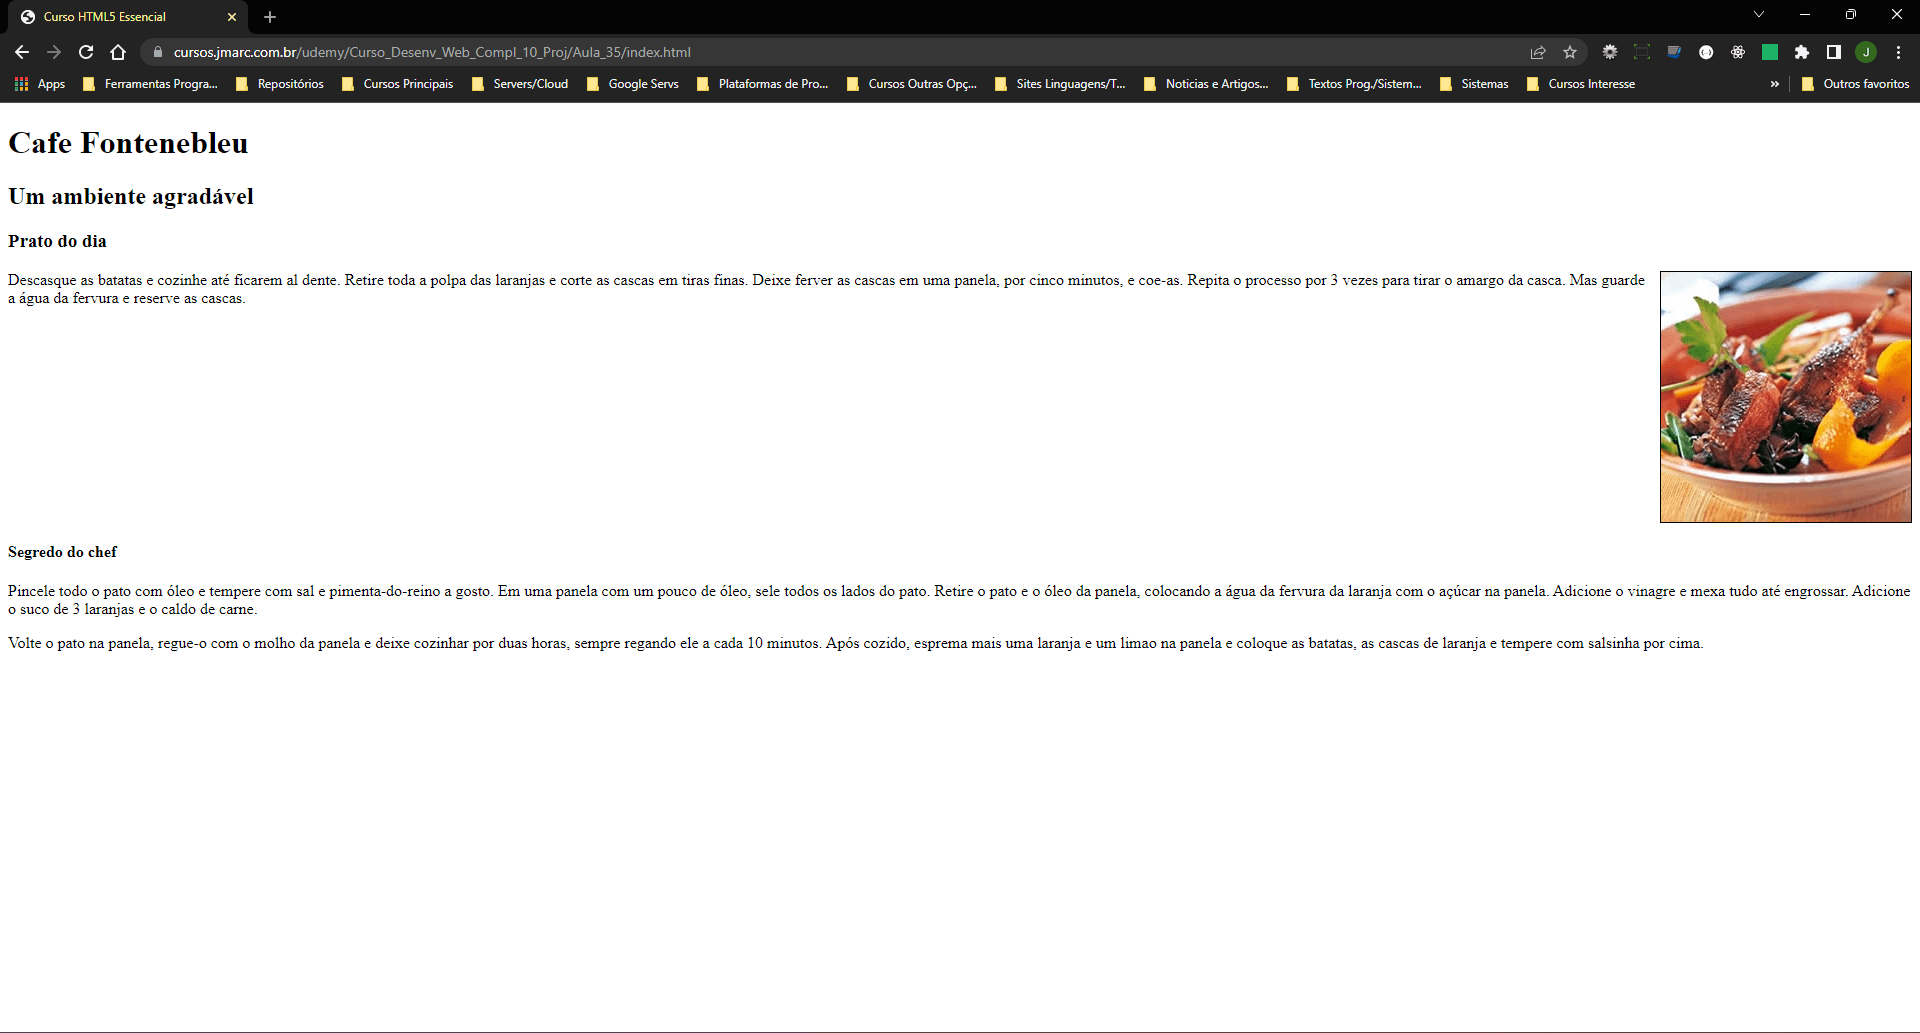 Curso HTML5 Essencial
cursos.jmarc.com.br/udemy/Curso_Desenv_Web_Compl_10_Proj/Aula_35/index.html
J
Apps
Ferramentas Progra...
Repositórios
Cursos Principais
Servers/Cloud
Google Servs
Plataformas de Pro...
Cursos Outras Opç...
Sites Linguagens/T...
Noticias e Artigos...
Textos Prog./Sistem...
Sistemas
Cursos Interesse
»
Outros favoritos
Cafe Fontenebleu
Um ambiente agradável
Prato do dia
Descasque as batatas e cozinhe até ficarem al dente. Retire toda a polpa das laranjas e corte as cascas em tiras finas. Deixe ferver as cascas em uma panela, por cinco minutos, e coe-as. Repita o processo por 3 vezes para tirar o amargo da casca. Mas guarde
a água da fervura e reserve as cascas.
Segredo do chef
Pincele todo o pato com óleo e tempere com sal e pimenta-do-reino a gosto. Em uma panela com um pouco de óleo, sele todos os lados do pato. Retire o pato e o óleo da panela, colocando a água da fervura da laranja com o açúcar na panela. Adicione o vinagre e mexa tudo até engrossar. Adicione
o suco de 3 laranjas e o caldo de carne.
Volte o pato na panela, regue-o com o molho da panela e deixe cozinhar por duas horas, sempre regando ele a cada 10 minutos. Após cozido, esprema mais uma laranja e um limao na panela e coloque as batatas, as cascas de laranja e tempere com salsinha por cima.